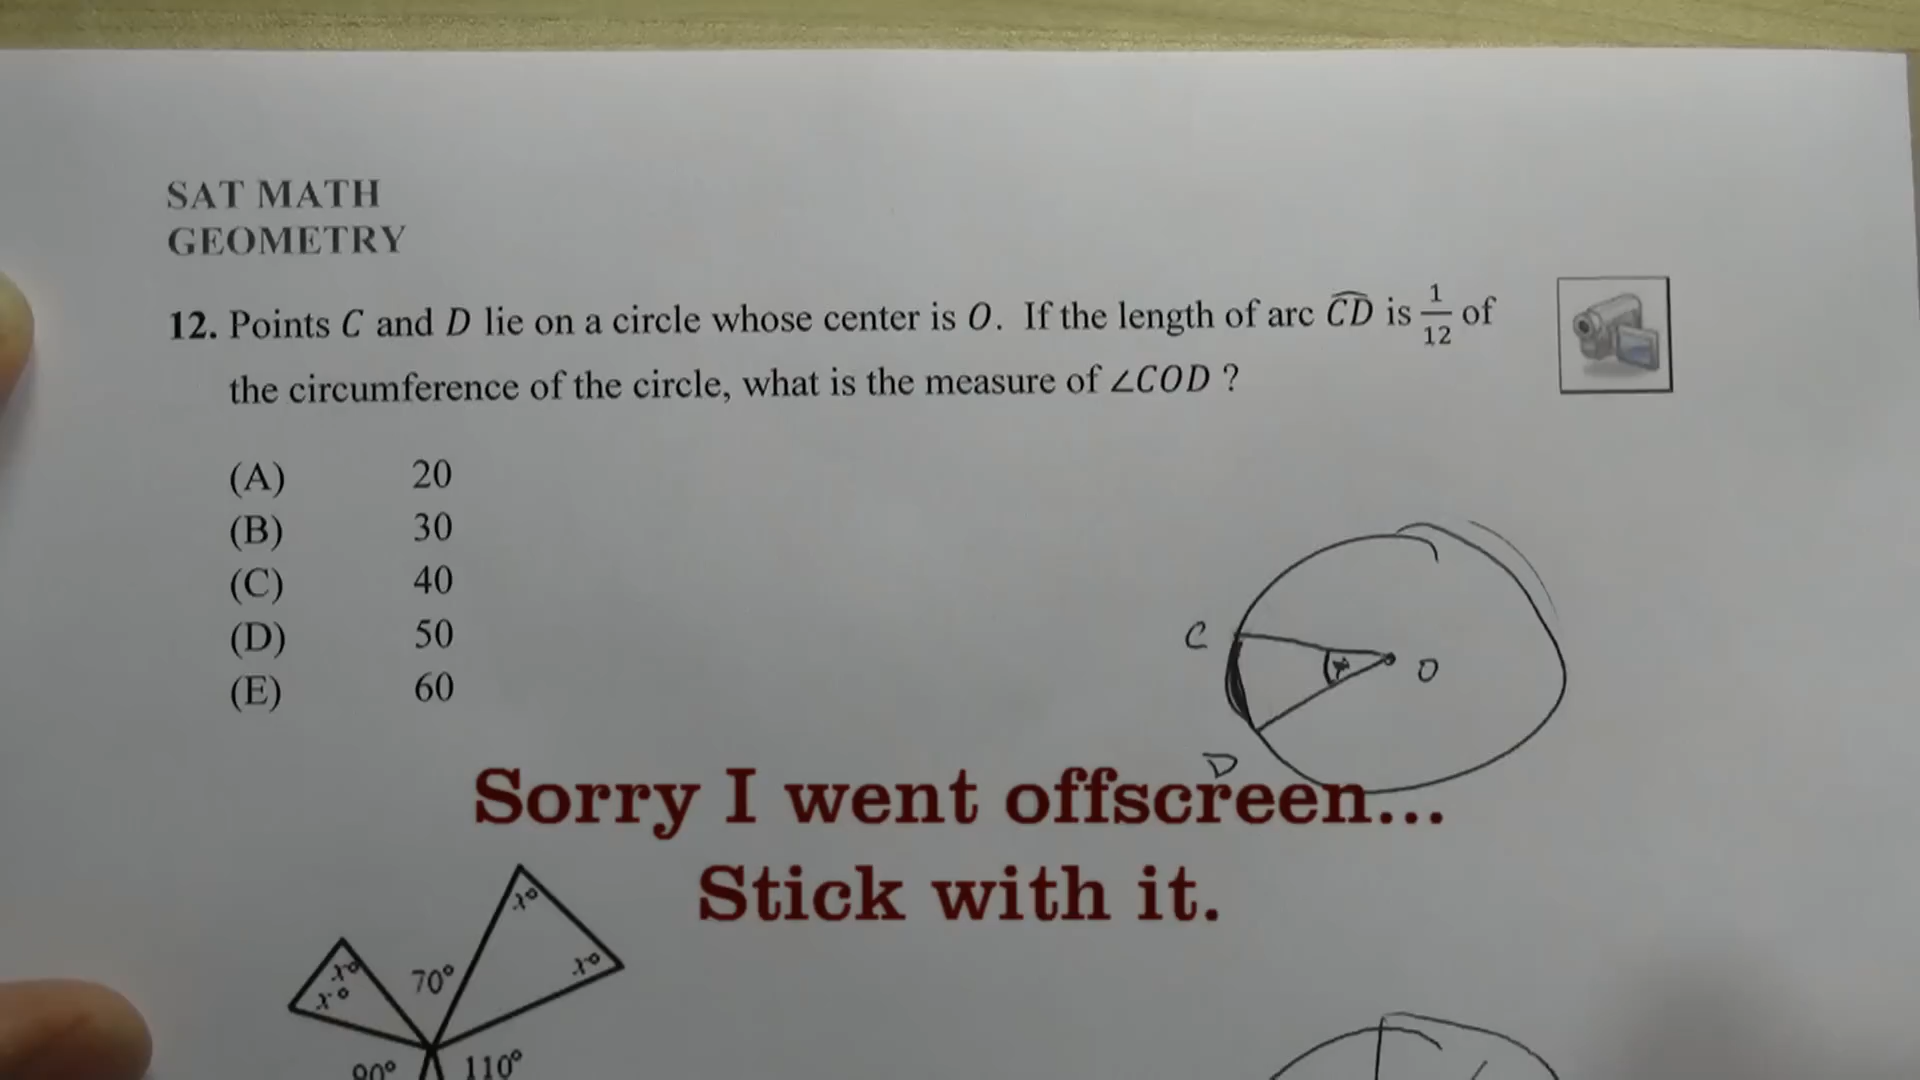 SAT MATH
GEOMETRY
12. Points C and D lie on a circle whose center is O. If the length of arc C͡D is 1/12 of
the circumference of the circle, what is the measure of ∠COD ?
(A) 20
(B) 30
(C) 40
(D) 50
(E) 60
C
x
O
D
Sorry I went offscreen...
Stick with it.
x°
x°
x°
x°
70°
90°
110°